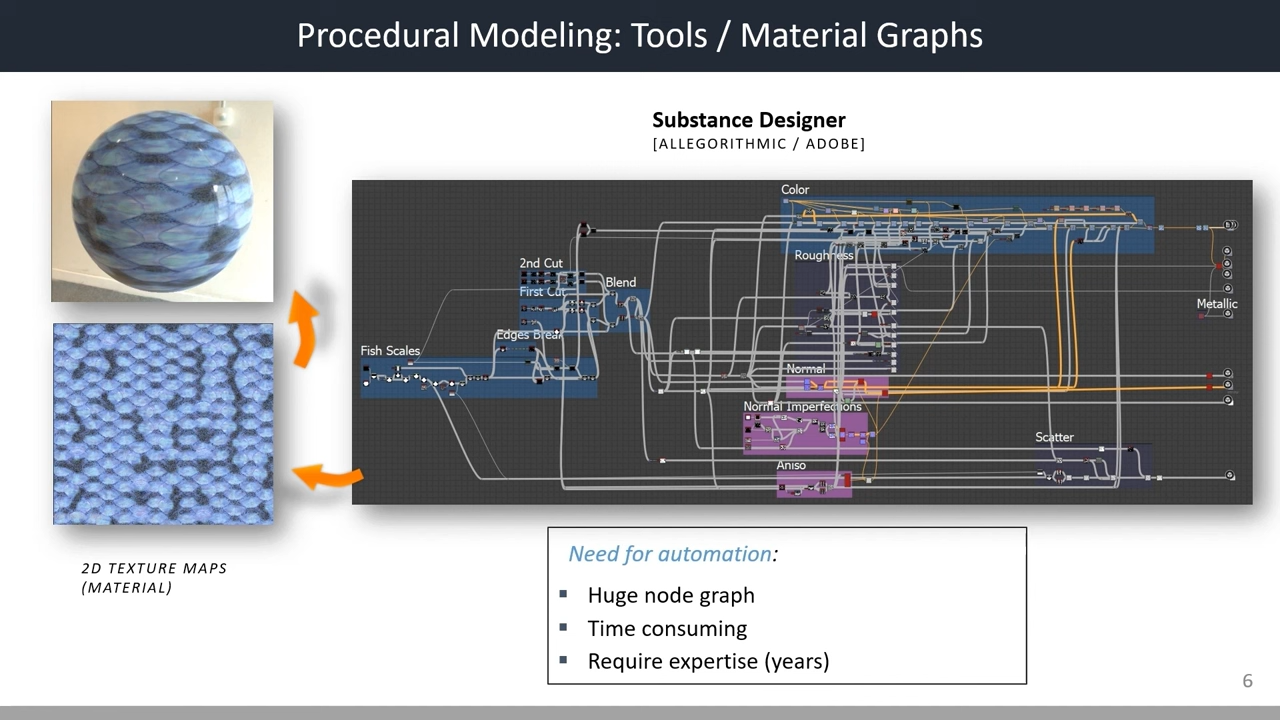 Procedural Modeling: Tools / Material Graphs
Substance Designer
[ALLEGORITHMIC / ADOBE]
Color
Roughness
2nd Cut
First Cut
Blend
Edges Break
Fish Scales
Metallic
Normal
Normal Imperfections
Scatter
Aniso
2D TEXTURE MAPS
(MATERIAL)
Need for automation:
▪ Huge node graph
▪ Time consuming
▪ Require expertise (years)
6